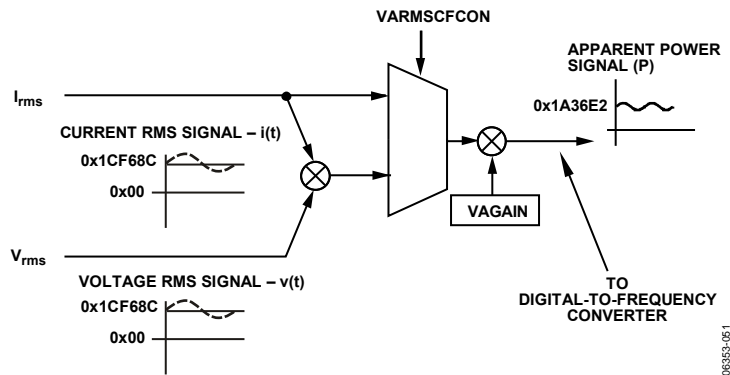 VARMSCFCON
APPARENT POWER
SIGNAL (P)
0x1A36E2
Irms
CURRENT RMS SIGNAL – i(t)
0x1CF68C
0x00
VAGAIN
Vrms
VOLTAGE RMS SIGNAL – v(t)
0x1CF68C
0x00
TO
DIGITAL-TO-FREQUENCY
CONVERTER
06353-051